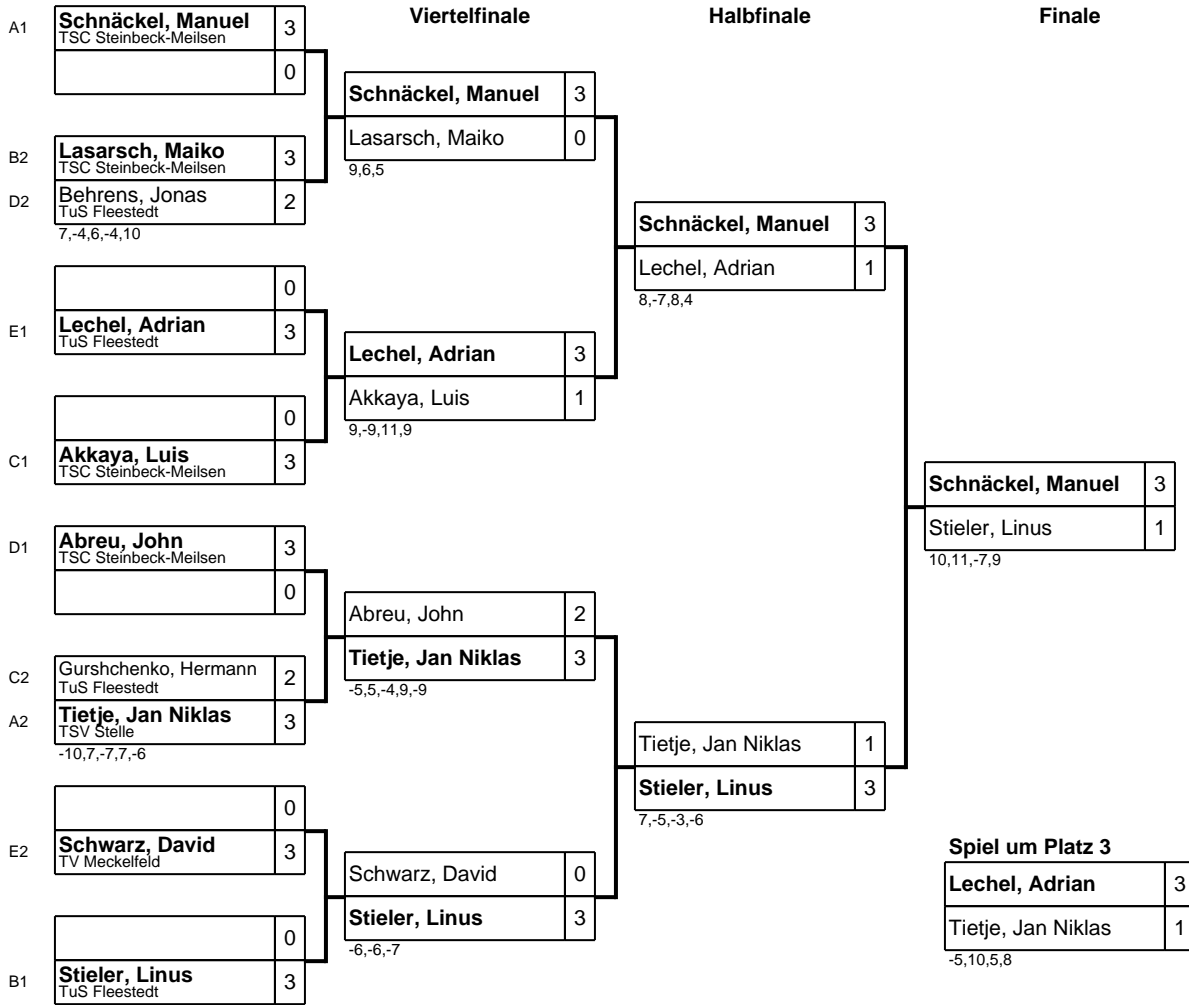 Viertelfinale
Halbfinale
Finale
A1
Schnäckel, Manuel 3
TSC Steinbeck-Meilsen
0
B2
Lasarsch, Maiko 3
TSC Steinbeck-Meilsen
D2
Behrens, Jonas 2
TuS Fleestedt
7,-4,6,-4,10
0
E1
Lechel, Adrian 3
TuS Fleestedt
0
C1
Akkaya, Luis 3
TSC Steinbeck-Meilsen
D1
Abreu, John 3
TSC Steinbeck-Meilsen
0
C2
Gurshchenko, Hermann 2
TuS Fleestedt
A2
Tietje, Jan Niklas 3
TSV Stelle
-10,7,-7,7,-6
0
E2
Schwarz, David 3
TV Meckelfeld
0
B1
Stieler, Linus 3
TuS Fleestedt
Schnäckel, Manuel 3
Lasarsch, Maiko 0
9,6,5
Lechel, Adrian 3
Akkaya, Luis 1
9,-9,11,9
Abreu, John 2
Tietje, Jan Niklas 3
-5,5,-4,9,-9
Schwarz, David 0
Stieler, Linus 3
-6,-6,-7
Schnäckel, Manuel 3
Lechel, Adrian 1
8,-7,8,4
Tietje, Jan Niklas 1
Stieler, Linus 3
7,-5,-3,-6
Schnäckel, Manuel 3
Stieler, Linus 1
10,11,-7,9
Spiel um Platz 3
Lechel, Adrian 3
Tietje, Jan Niklas 1
-5,10,5,8